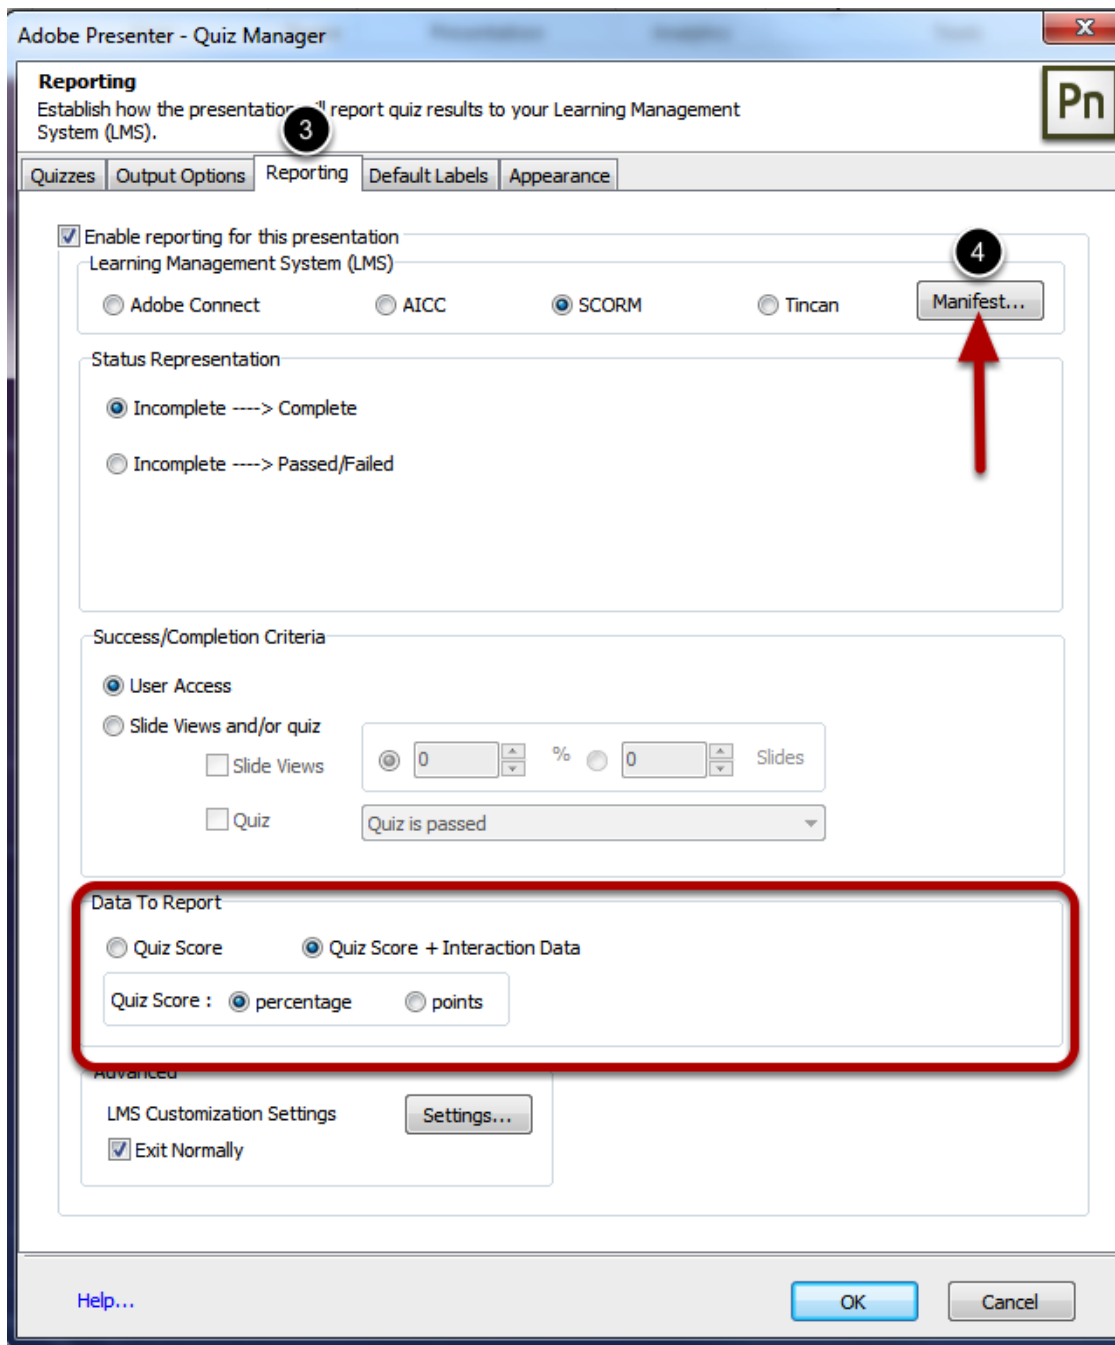 Adobe Presenter - Quiz Manager
Reporting
Pn
Establish how the presentation will report quiz results to your Learning Management
System (LMS).
3
Quizzes Output Options Reporting Default Labels Appearance
Enable reporting for this presentation
4
Learning Management System (LMS)
Adobe Connect AICC SCORM Tincan Manifest...
Status Representation
Incomplete ----> Complete
Incomplete ----> Passed/Failed
Success/Completion Criteria
User Access
Slide Views and/or quiz
Slide Views 0 % 0 Slides
Quiz Quiz is passed
Data To Report
Quiz Score Quiz Score + Interaction Data
Quiz Score : percentage points
Advanced
LMS Customization Settings Settings...
Exit Normally
Help... OK Cancel